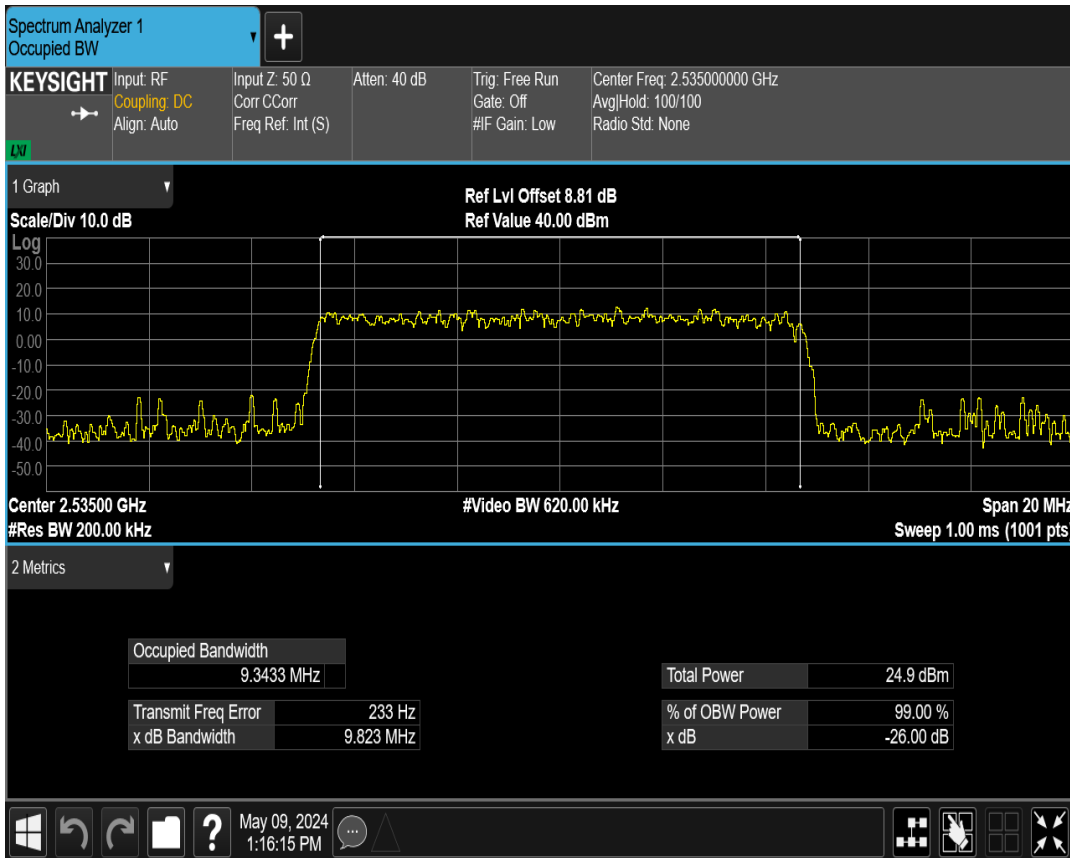 Spectrum Analyzer 1
Occupied BW
+
KEYSIGHT
LXI
Input: RF
Coupling: DC
Align: Auto
Input Z: 50 Ω
Corr CCorr
Freq Ref: Int (S)
Atten: 40 dB
Trig: Free Run
Gate: Off
#IF Gain: Low
Center Freq: 2.535000000 GHz
Avg|Hold: 100/100
Radio Std: None
1 Graph
Scale/Div 10.0 dB
Ref Lvl Offset 8.81 dB
Ref Value 40.00 dBm
Log
30.0
20.0
10.0
0.00
-10.0
-20.0
-30.0
-40.0
-50.0
Center 2.53500 GHz
#Video BW 620.00 kHz
Span 20 MHz
#Res BW 200.00 kHz
Sweep 1.00 ms (1001 pts)
2 Metrics
Occupied Bandwidth
9.3433 MHz
Transmit Freq Error 233 Hz
x dB Bandwidth 9.823 MHz
Total Power 24.9 dBm
% of OBW Power 99.00 %
x dB -26.00 dB
?
May 09, 2024
1:16:15 PM